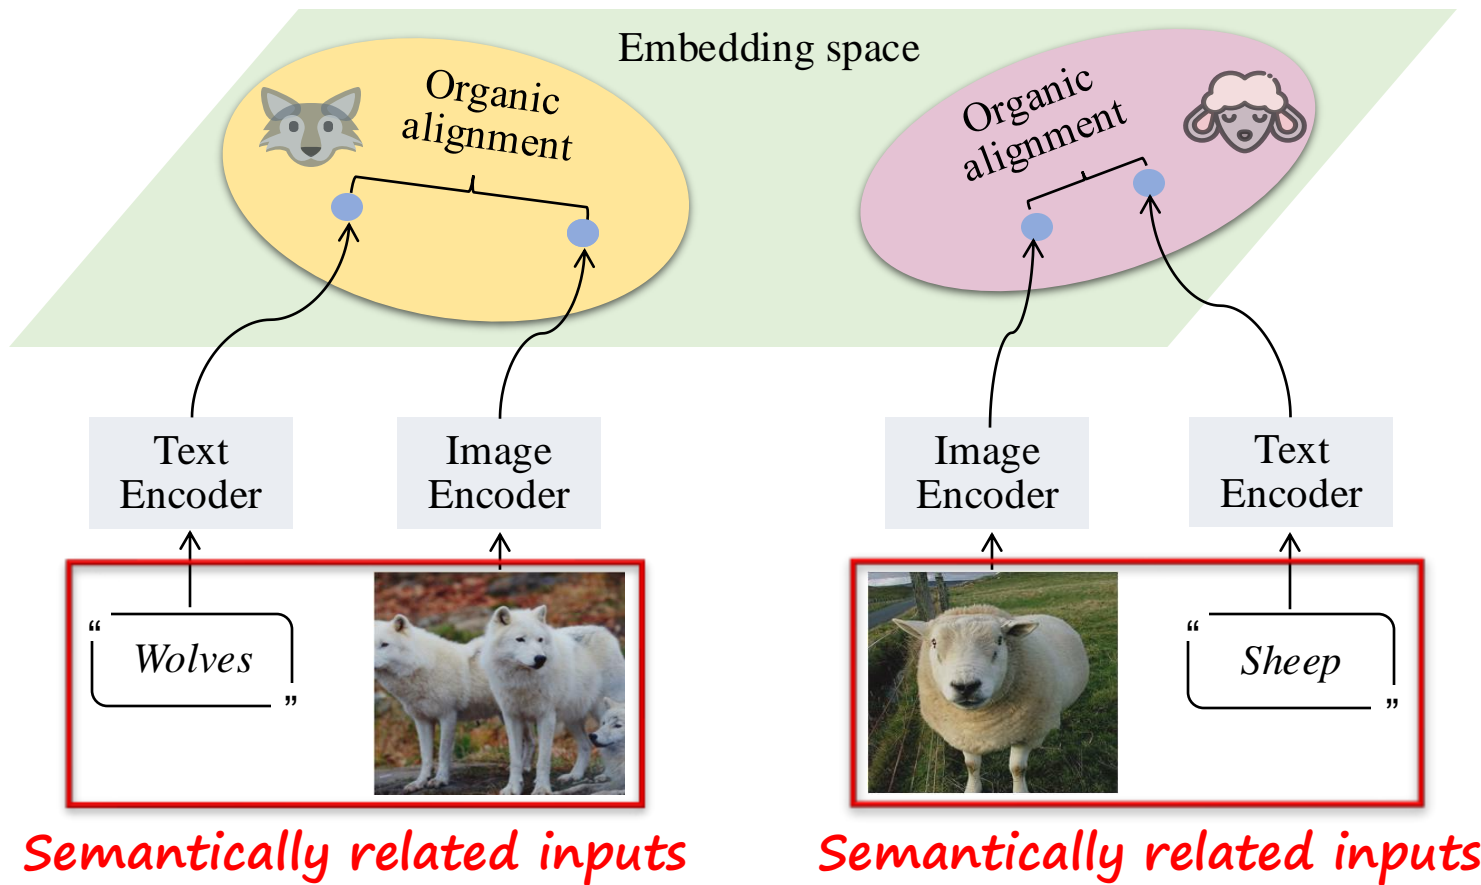 Embedding space
Organic
alignment
Organic
alignment
Text
Encoder
Image
Encoder
Image
Encoder
Text
Encoder
“ Wolves ”
“ Sheep ”
Semantically related inputs
Semantically related inputs